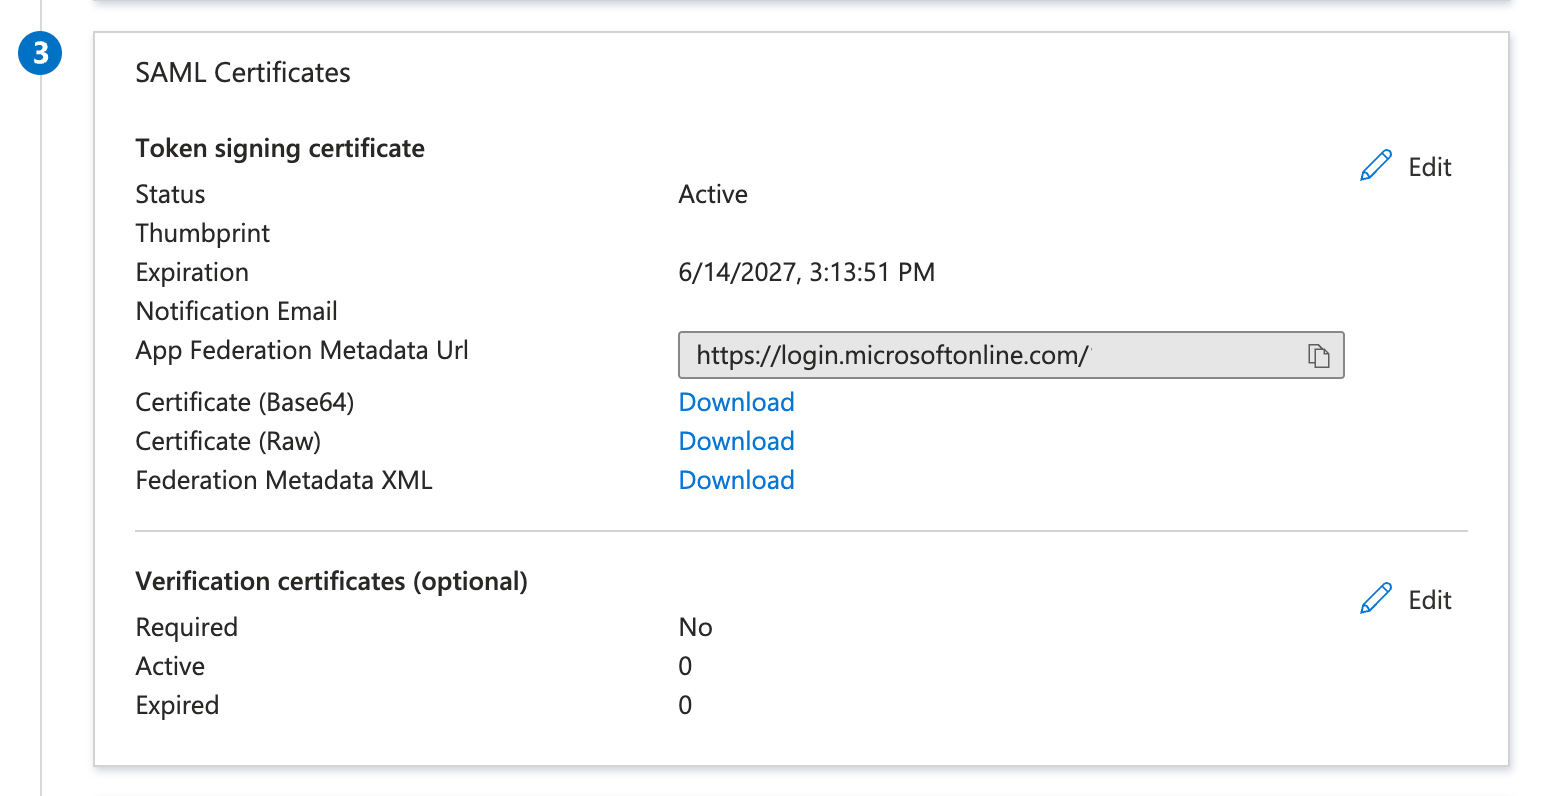 3
SAML Certificates
Token signing certificate
Edit
Status Active
Thumbprint
Expiration 6/14/2027, 3:13:51 PM
Notification Email
App Federation Metadata Url https://login.microsoftonline.com/
Certificate (Base64) Download
Certificate (Raw) Download
Federation Metadata XML Download
Verification certificates (optional)
Edit
Required No
Active 0
Expired 0